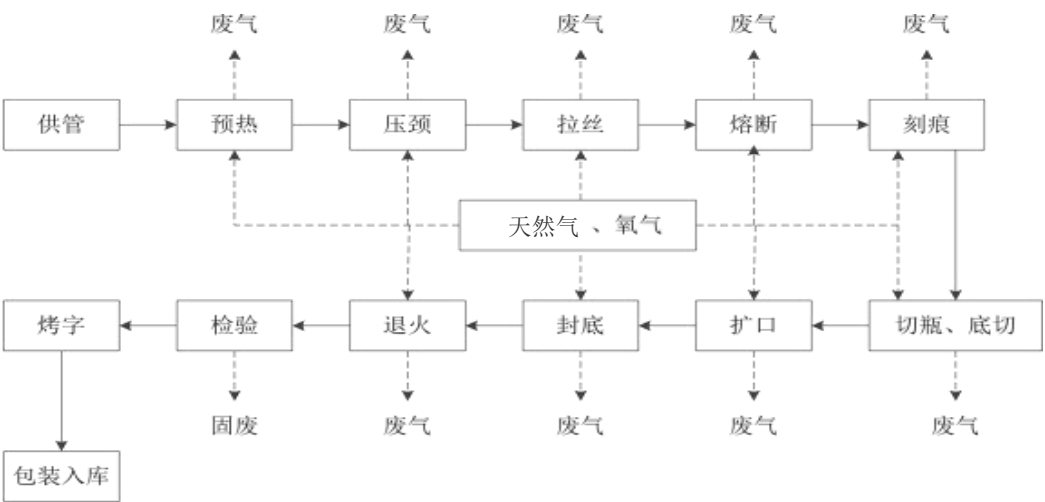 废气 废气 废气 废气 废气
供管 预热 压颈 拉丝 熔断 刻痕
天然气 、氧气
烤字 检验 退火 封底 扩口 切瓶、底切
固废 废气 废气 废气 废气
包装入库